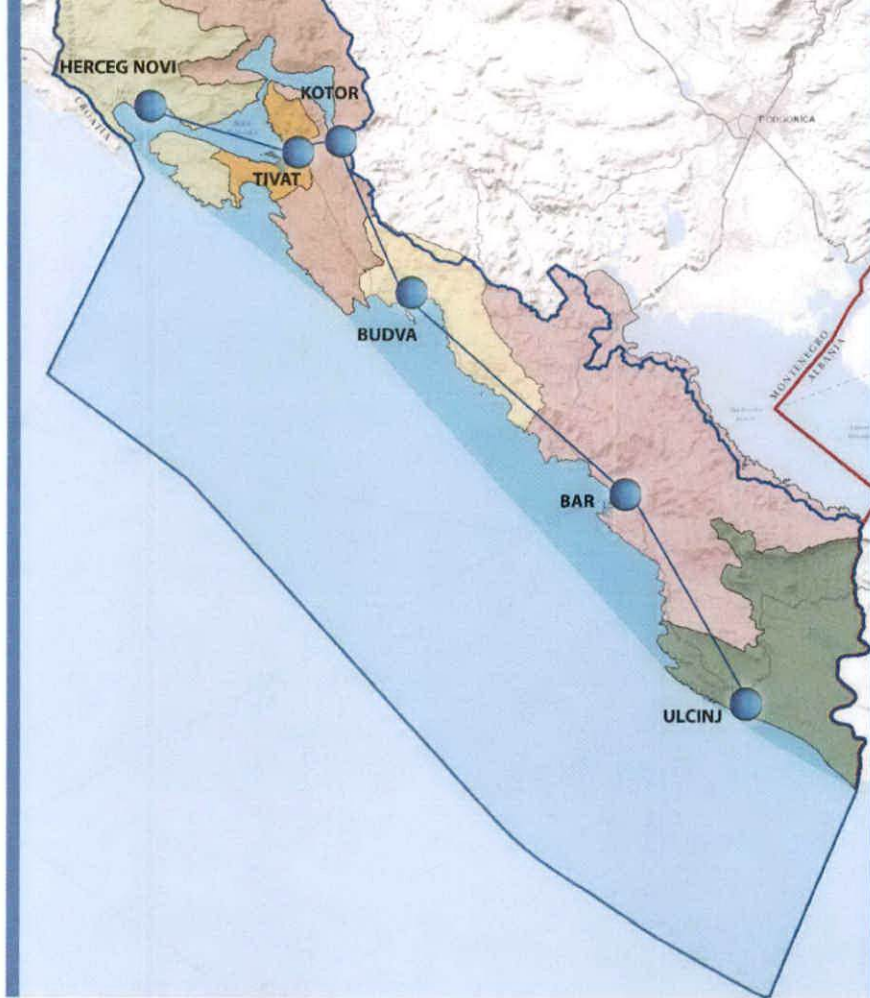 HERCEG NOVI
KOTOR
CROATIA
PODGORICA
TIVAT
BUDVA
MONTENEGRO
ALBANIA
BAR
ULCINJ